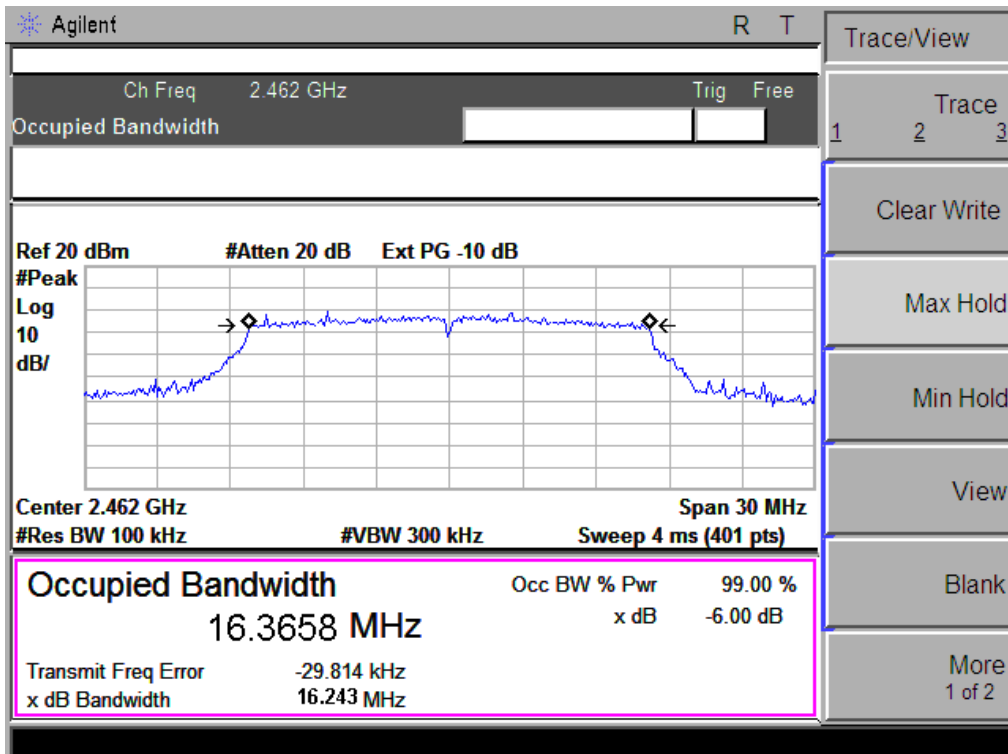 Agilent R T
Ch Freq 2.462 GHz Trig Free
Occupied Bandwidth
Ref 20 dBm #Atten 20 dB Ext PG -10 dB
#Peak
Log
10
dB/
Center 2.462 GHz Span 30 MHz
#Res BW 100 kHz #VBW 300 kHz Sweep 4 ms (401 pts)
Occupied Bandwidth Occ BW % Pwr 99.00 %
16.3658 MHz x dB -6.00 dB
Transmit Freq Error -29.814 kHz
x dB Bandwidth 16.243 MHz
Trace/View
Trace
1 2 3
Clear Write
Max Hold
Min Hold
View
Blank
More
1 of 2